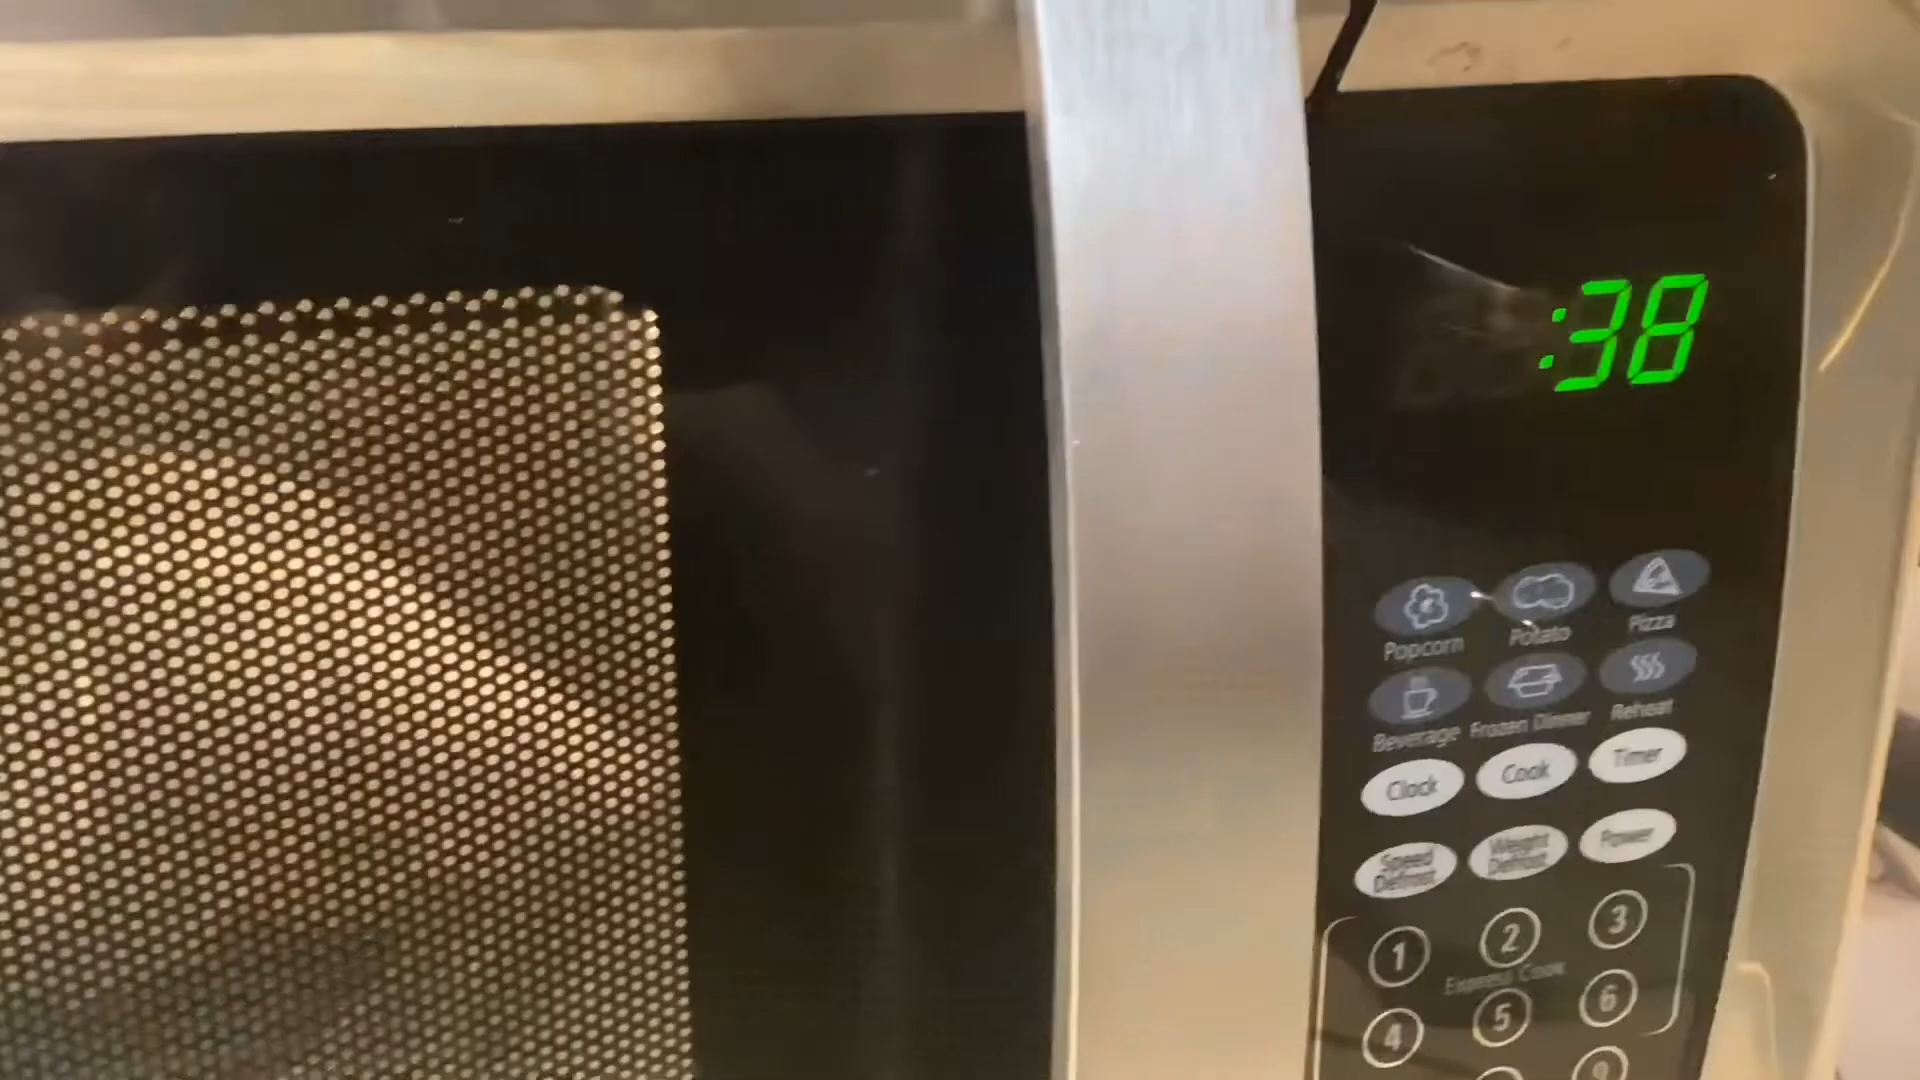 :38
Popcorn Potato Pizza
Beverage Frozen Dinner Reheat
Clock Cook Timer
Speed Defrost Weight Defrost Power
1 2 3
Express Cook
4 5 6
9